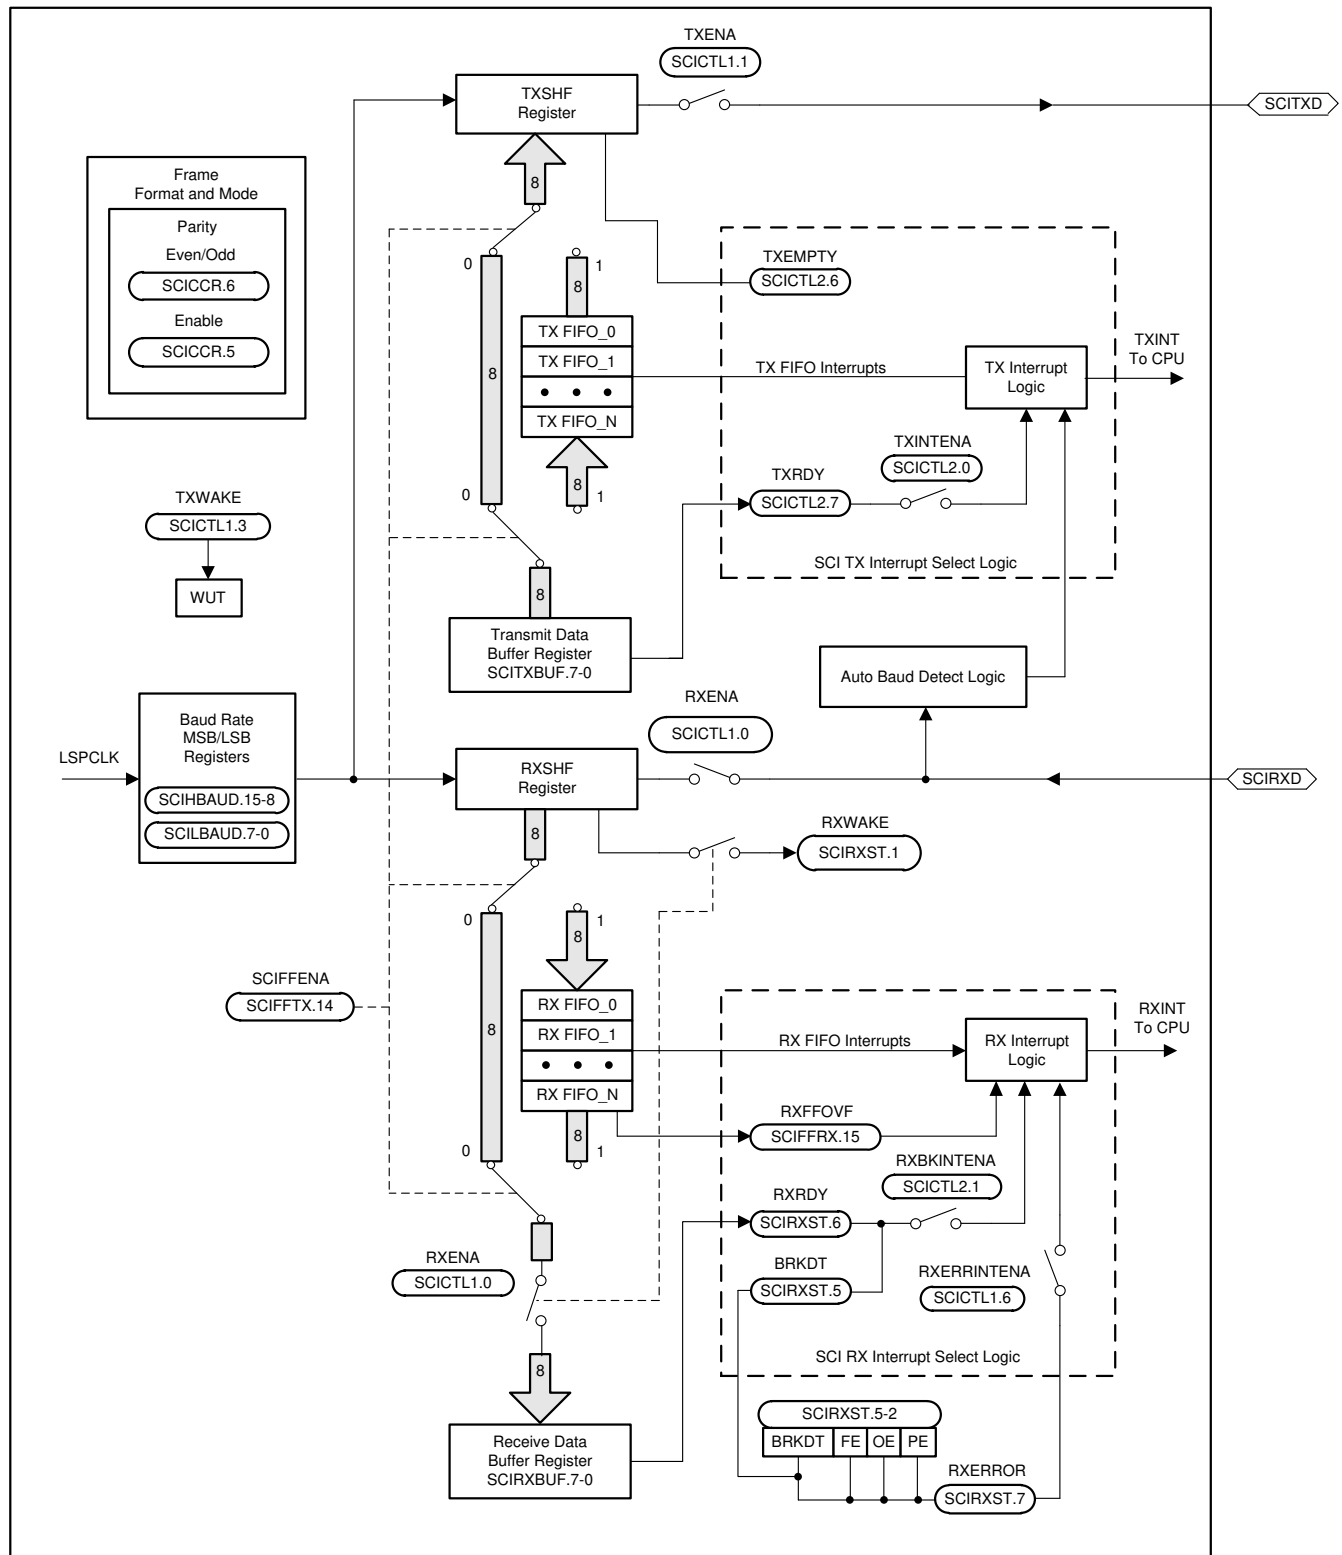 TXENA
SCICTL1.1
TXSHF
Register
SCITXD
Frame
Format and Mode
Parity
Even/Odd
SCICCR.6
Enable
SCICCR.5
8
0
1
8
TXEMPTY
SCICTL2.6
TX FIFO_0
TX FIFO_1
TX FIFO_N
8
TX FIFO Interrupts
TX Interrupt
Logic
TXINT
To CPU
TXINTENA
SCICTL2.0
TXRDY
SCICTL2.7
0
8
1
SCI TX Interrupt Select Logic
TXWAKE
SCICTL1.3
WUT
8
Transmit Data
Buffer Register
SCITXBUF.7-0
Auto Baud Detect Logic
RXENA
SCICTL1.0
LSPCLK
Baud Rate
MSB/LSB
Registers
SCIHBAUD.15-8
SCILBAUD.7-0
RXSHF
Register
SCIRXD
8
RXWAKE
SCIRXST.1
0
1
8
SCIFFENA
SCIFFTX.14
8
RX FIFO_0
RX FIFO_1
RX FIFO_N
RX FIFO Interrupts
RX Interrupt
Logic
RXINT
To CPU
RXFFOVF
SCIFFRX.15
0
8
1
RXBKINTENA
SCICTL2.1
RXRDY
SCIRXST.6
BRKDT
SCIRXST.5
RXERRINTENA
SCICTL1.6
RXENA
SCICTL1.0
SCI RX Interrupt Select Logic
8
SCIRXST.5-2
BRKDT FE OE PE
RXERROR
SCIRXST.7
Receive Data
Buffer Register
SCIRXBUF.7-0